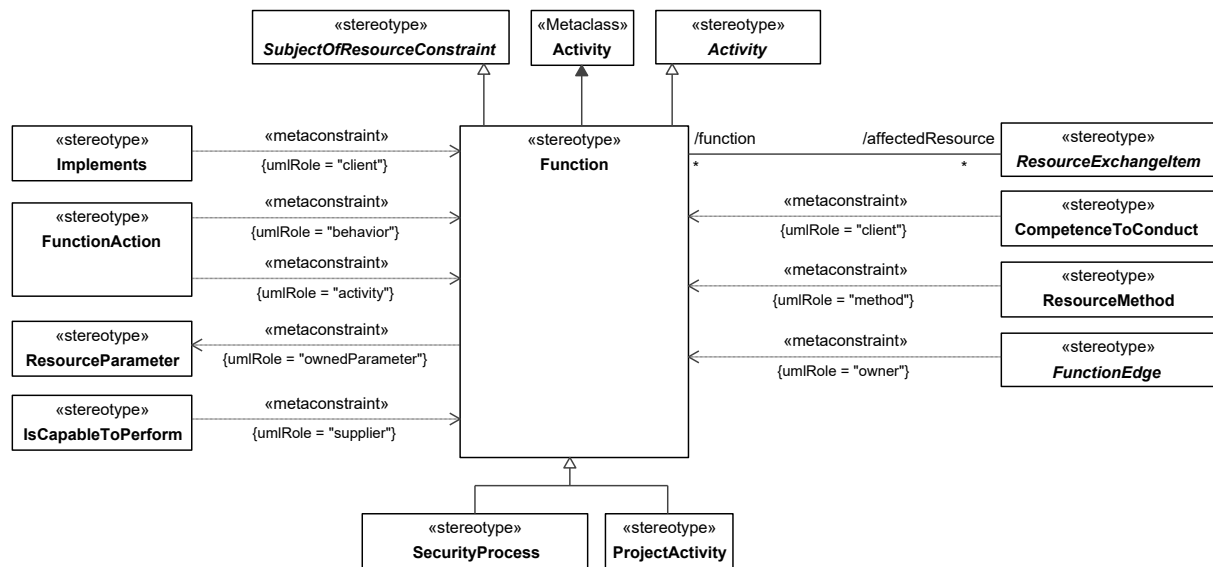 «stereotype»
SubjectOfResourceConstraint
«Metaclass»
Activity
«stereotype»
Activity
«stereotype»
Implements
«metaconstraint»
{umlRole = "client"}
«stereotype»
FunctionAction
«metaconstraint»
{umlRole = "behavior"}
«metaconstraint»
{umlRole = "activity"}
«stereotype»
ResourceParameter
«metaconstraint»
{umlRole = "ownedParameter"}
«stereotype»
IsCapableToPerform
«metaconstraint»
{umlRole = "supplier"}
«stereotype»
Function
/function
/affectedResource
*
*
«stereotype»
ResourceExchangeItem
«metaconstraint»
{umlRole = "client"}
«stereotype»
CompetenceToConduct
«metaconstraint»
{umlRole = "method"}
«stereotype»
ResourceMethod
«metaconstraint»
{umlRole = "owner"}
«stereotype»
FunctionEdge
«stereotype»
SecurityProcess
«stereotype»
ProjectActivity